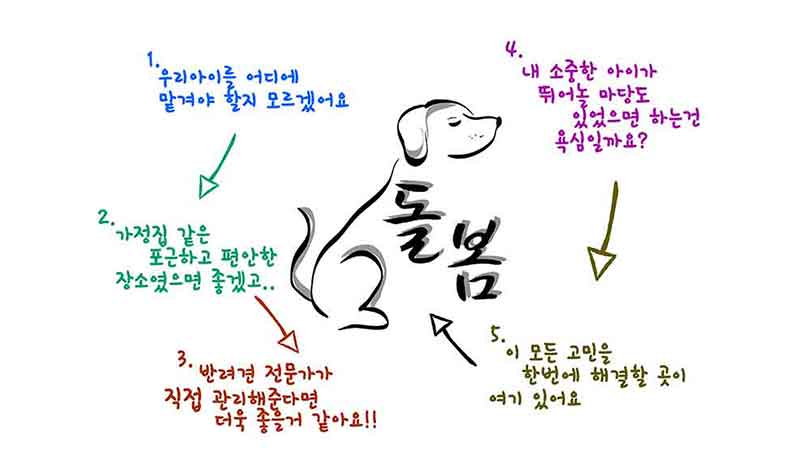 1.
우리아이를 어디에
맡겨야 할지 모르겠어요
2.
가정집 같은
포근하고 편안한
장소였으면 좋겠고..
3. 반려견 전문가가
직접 관리해준다면
더욱 좋을거 같아요!!
4.
내 소중한 아이가
뛰어놀 마당도
있었으면 하는건
욕심일까요?
5.
이 모든 고민을
한번에 해결할 곳이
여기 있어요
돌봄